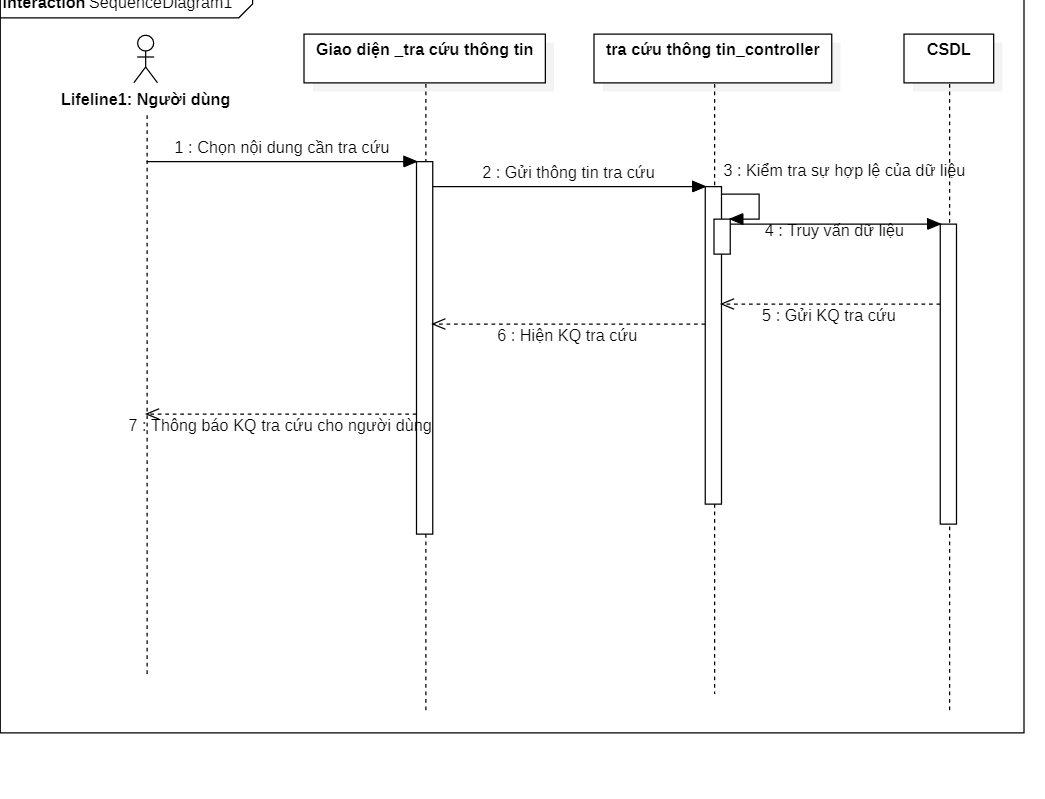 interaction SequenceDiagram1
Giao diện _tra cứu thông tin
tra cứu thông tin_controller
CSDL
Lifeline1: Người dùng
1 : Chọn nội dung cần tra cứu
2 : Gửi thông tin tra cứu
3 : Kiểm tra sự hợp lệ của dữ liệu
4 : Truy vấn dữ liệu
5 : Gửi KQ tra cứu
6 : Hiện KQ tra cứu
7 : Thông báo KQ tra cứu cho người dùng